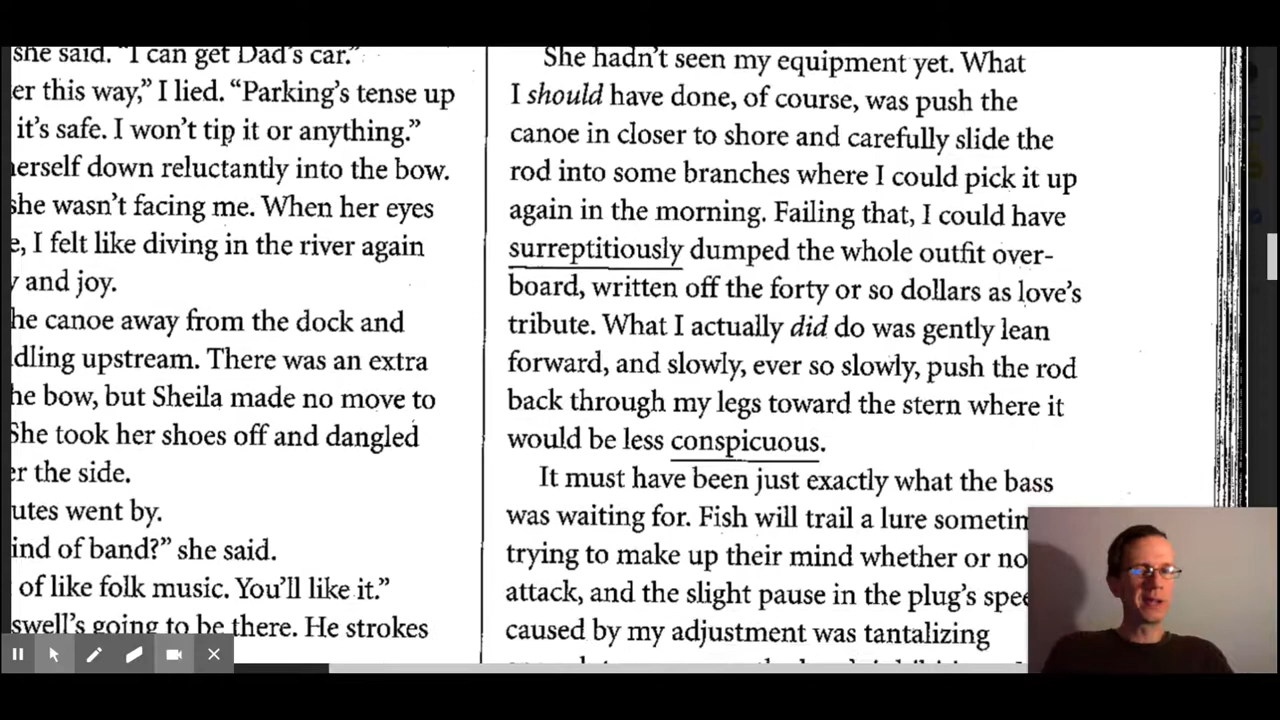 she said. “I can get Dad’s car.”
er this way,” I lied. “Parking’s tense up
it’s safe. I won’t tip it or anything.”
herself down reluctantly into the bow.
she wasn’t facing me. When her eyes
I felt like diving in the river again
and joy.
he canoe away from the dock and
dling upstream. There was an extra
he bow, but Sheila made no move to
She took her shoes off and dangled
er the side.
utes went by.
ind of band?” she said.
of like folk music. You’ll like it.”
swell’s going to be there. He strokes
She hadn’t seen my equipment yet. What
I should have done, of course, was push the
canoe in closer to shore and carefully slide the
rod into some branches where I could pick it up
again in the morning. Failing that, I could have
surreptitiously dumped the whole outfit over-
board, written off the forty or so dollars as love’s
tribute. What I actually did do was gently lean
forward, and slowly, ever so slowly, push the rod
back through my legs toward the stern where it
would be less conspicuous.
It must have been just exactly what the bass
was waiting for. Fish will trail a lure sometim
trying to make up their mind whether or no
attack, and the slight pause in the plug’s spee
caused by my adjustment was tantalizing